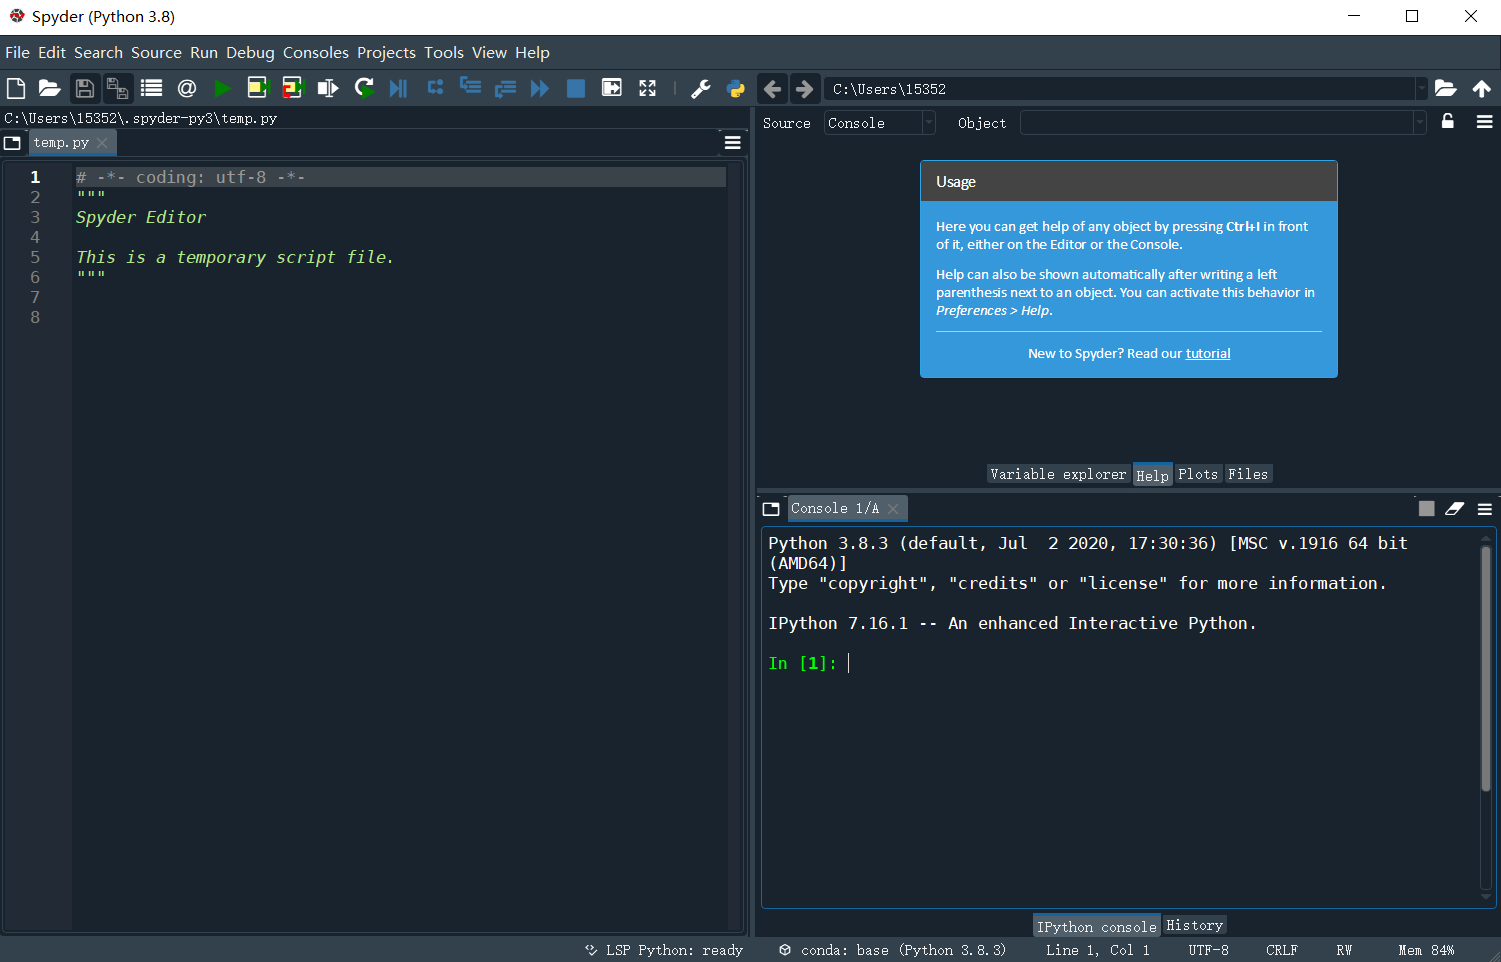 Spyder (Python 3.8)
File Edit Search Source Run Debug Consoles Projects Tools View Help
C:\Users\15352
C:\Users\15352\.spyder-py3\temp.py
temp.py
1 # -*- coding: utf-8 -*-
2 """
3 Spyder Editor
4
5 This is a temporary script file.
6 """
7
8
Source Console Object
Usage
Here you can get help of any object by pressing Ctrl+I in front
of it, either on the Editor or the Console.
Help can also be shown automatically after writing a left
parenthesis next to an object. You can activate this behavior in
Preferences > Help.
New to Spyder? Read our tutorial
Variable explorer Help Plots Files
Console 1/A
Python 3.8.3 (default, Jul  2 2020, 17:30:36) [MSC v.1916 64 bit
(AMD64)]
Type "copyright", "credits" or "license" for more information.
IPython 7.16.1 -- An enhanced Interactive Python.
In [1]:
IPython console History
LSP Python: ready conda: base (Python 3.8.3) Line 1, Col 1 UTF-8 CRLF RW Mem 84%